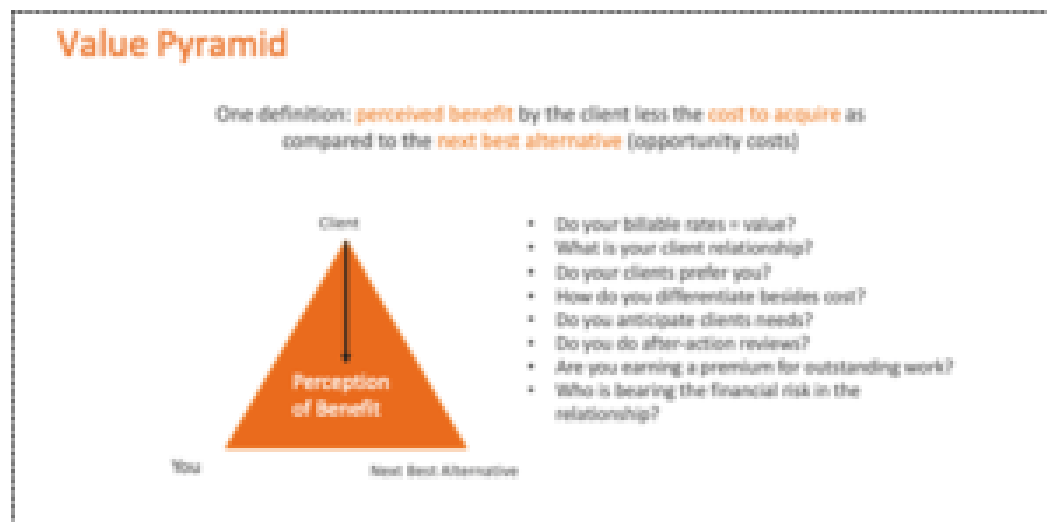 Value Pyramid
One definition: perceived benefit by the client less the cost to acquire as
compared to the next best alternative (opportunity costs)
Client
Perception
of Benefit
You
Next Best Alternative
• Do your billable rates = value?
• What is your client relationship?
• Do your clients prefer you?
• How do you differentiate besides cost?
• Do you anticipate clients needs?
• Do you do after-action reviews?
• Are you earning a premium for outstanding work?
• Who is bearing the financial risk in the
relationship?